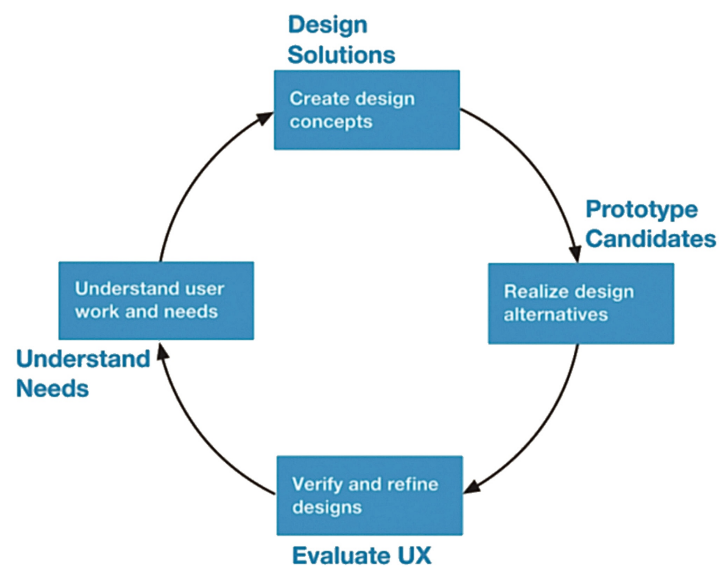 Design
Solutions
Create design
concepts
Prototype
Candidates
Realize design
alternatives
Understand user
work and needs
Understand
Needs
Verify and refine
designs
Evaluate UX